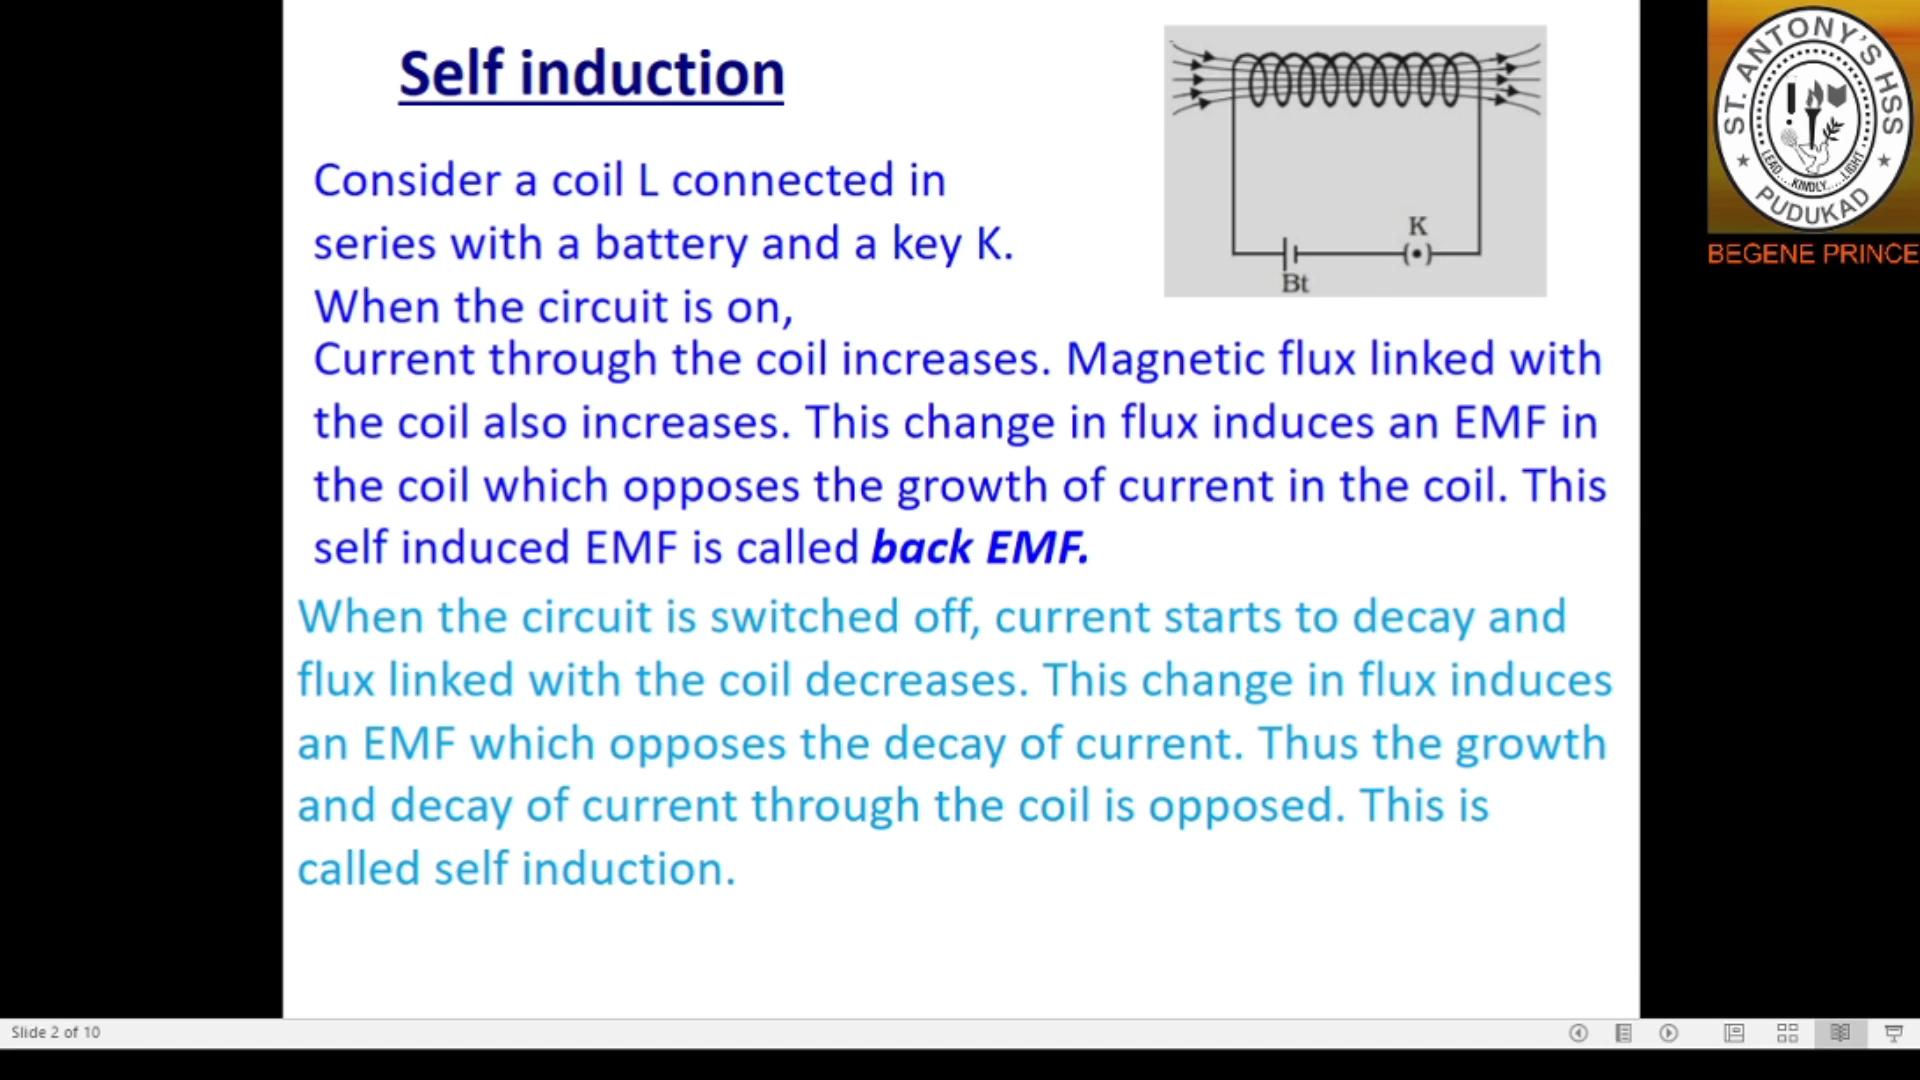 Self induction
Consider a coil L connected in
series with a battery and a key K.
When the circuit is on,
Current through the coil increases. Magnetic flux linked with
the coil also increases. This change in flux induces an EMF in
the coil which opposes the growth of current in the coil. This
self induced EMF is called back EMF.
When the circuit is switched off, current starts to decay and
flux linked with the coil decreases. This change in flux induces
an EMF which opposes the decay of current. Thus the growth
and decay of current through the coil is opposed. This is
called self induction.
K
Bt
ST. ANTONY'S HSS
LEAD....KINDLY.....LIGHT
PUDUKAD
BEGENE PRINCE
Slide 2 of 10